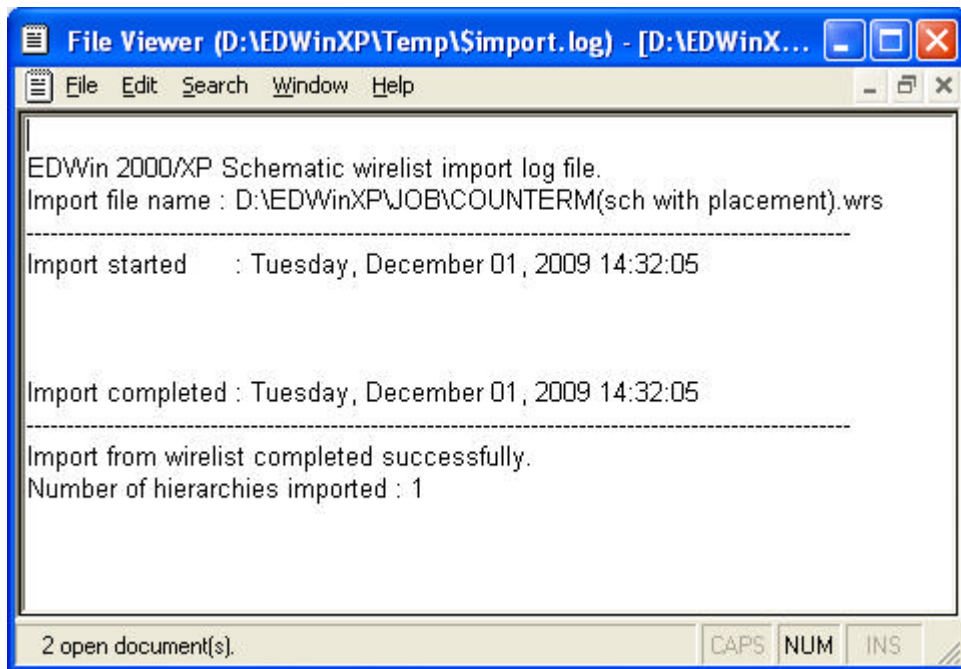 File Viewer (D:\EDWinXP\Temp\$import.log) - [D:\EDWinX...
File Edit Search Window Help
EDWin 2000/XP Schematic wirelist import log file.
Import file name : D:\EDWinXP\JOB\COUNTERM(sch with placement).wrs
--------------------------------------------------------------------------------------------------------
Import started : Tuesday, December 01, 2009 14:32:05
Import completed : Tuesday, December 01, 2009 14:32:05
--------------------------------------------------------------------------------------------------------
Import from wirelist completed successfully.
Number of hierarchies imported : 1
2 open document(s). CAPS NUM INS